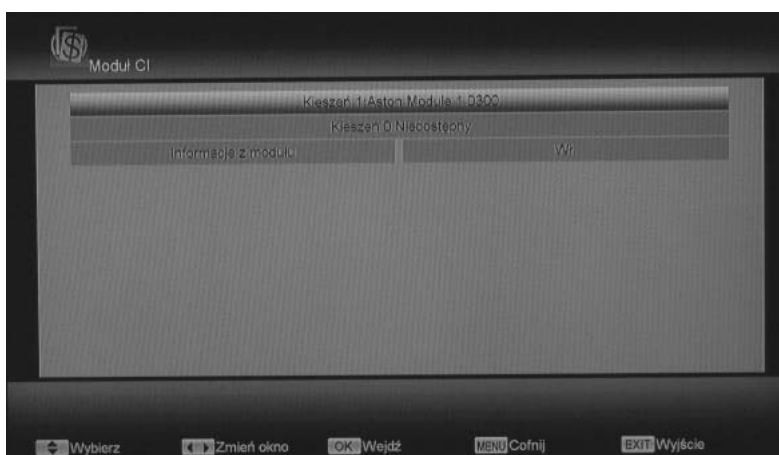 Moduł CI
Kieszeń 1:Aston Module 1.0300
Kieszeń 0:Niedostępny
Informacje z modułu Wł
Wybierz Zmień okno OK Wejdź MENU Cofnij EXIT Wyjście